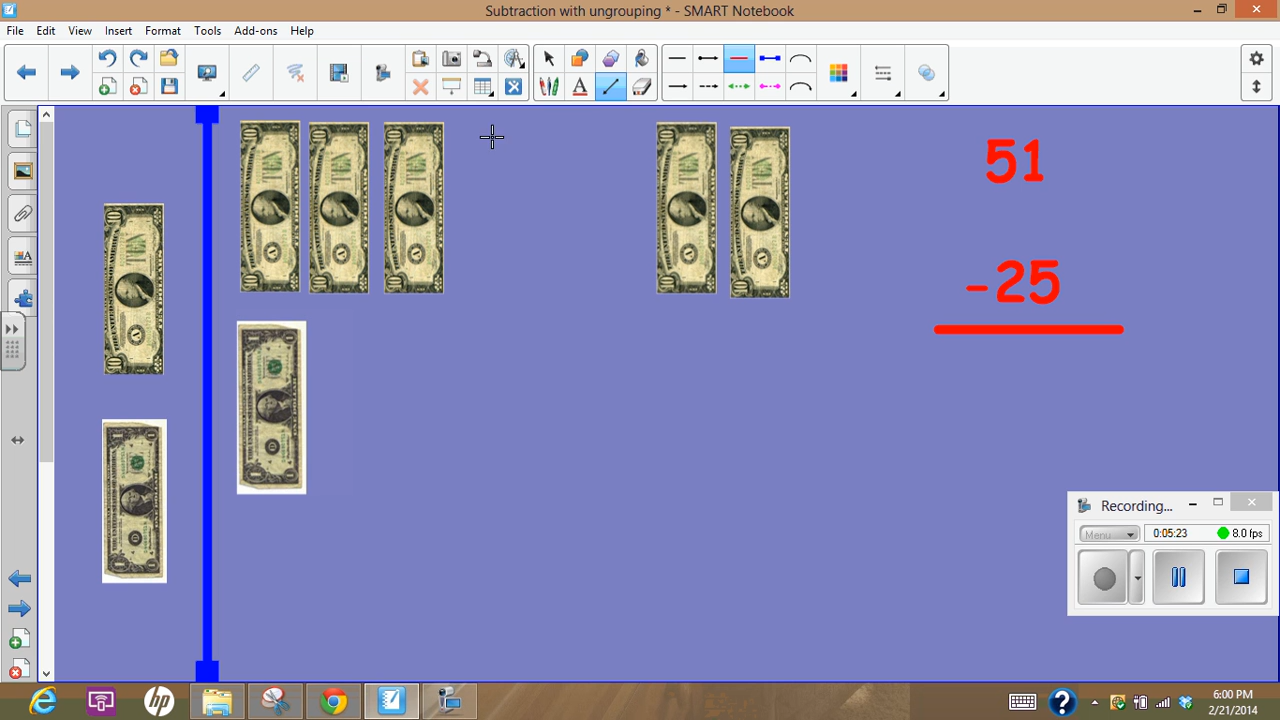 Subtraction with ungrouping * - SMART Notebook
File Edit View Insert Format Tools Add-ons Help
51
-25
Recording...
Menu
0:05:23
8.0 fps
6:00 PM
2/21/2014